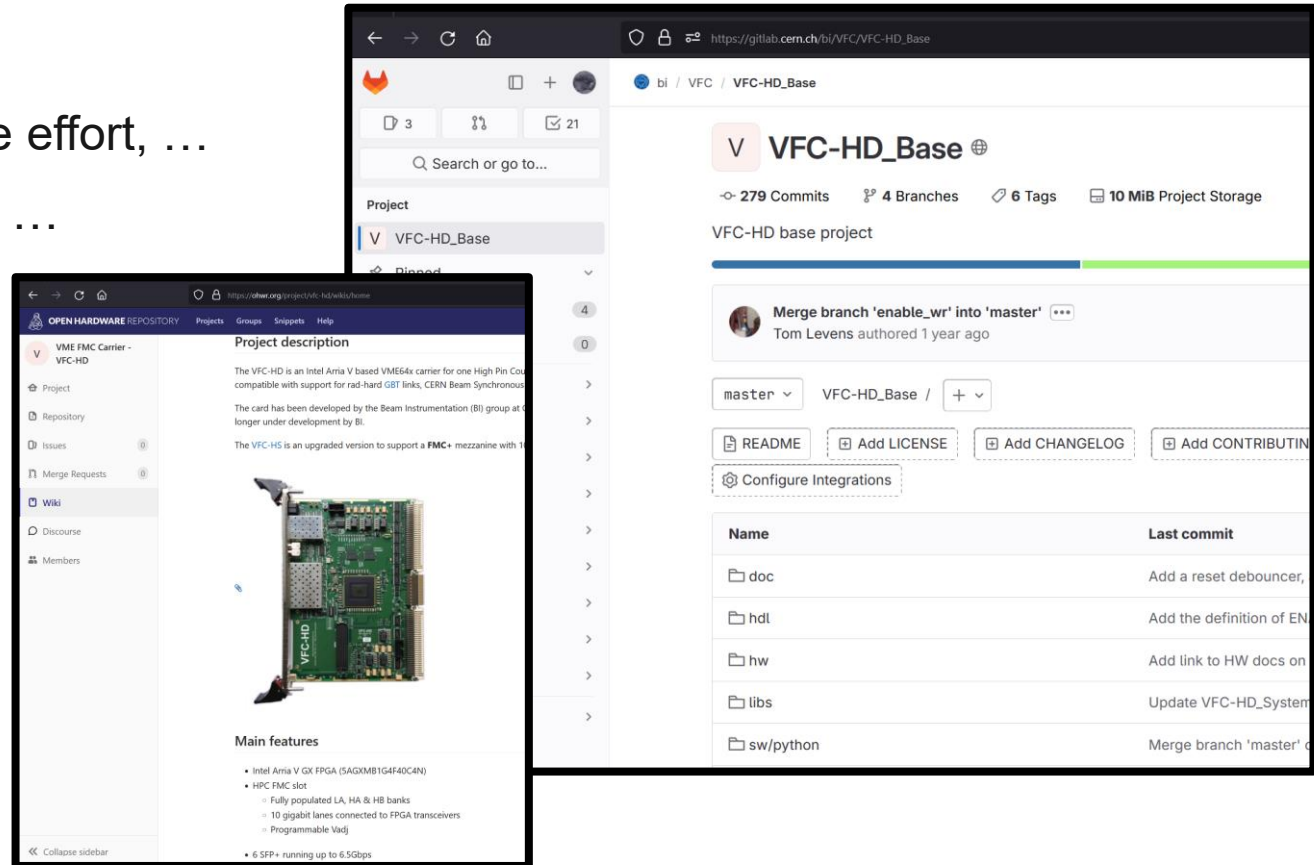 e effort, …
…
https://gitlab.cern.ch/bi/VFC/VFC-HD_Base
3
21
Search or go to...
Project
V VFC-HD_Base
Pinned
4
0
bi / VFC / VFC-HD_Base
V VFC-HD_Base
279 Commits 4 Branches 6 Tags 10 MiB Project Storage
VFC-HD base project
Merge branch 'enable_wr' into 'master'
Tom Levens authored 1 year ago
master VFC-HD_Base / +
README Add LICENSE Add CHANGELOG Add CONTRIBUTIN
Configure Integrations
Name Last commit
doc Add a reset debouncer,
hdl Add the definition of EN
hw Add link to HW docs on
libs Update VFC-HD_System
sw/python Merge branch 'master'
https://ohwr.org/project/vfc-hd/wikis/home
OPEN HARDWARE REPOSITORY Projects Groups Snippets Help
V VME FMC Carrier -
VFC-HD
Project
Repository
Issues 0
Merge Requests 0
Wiki
Discourse
Members
Collapse sidebar
Project description
The VFC-HD is an Intel Arria V based VME64x carrier for one High Pin Cou
compatible with support for rad-hard GBT links, CERN Beam Synchronous
The card has been developed by the Beam Instrumentation (BI) group at
longer under development by BI.
The VFC-HS is an upgraded version to support a FMC+ mezzanine with 10
VFC-HD
Main features
• Intel Arria V GX FPGA (5AGXMB1G4F40C4N)
• HPC FMC slot
◦ Fully populated LA, HA & HB banks
◦ 10 gigabit lanes connected to FPGA transceivers
◦ Programmable Vadj
• 6 SFP+ running up to 6.5Gbps